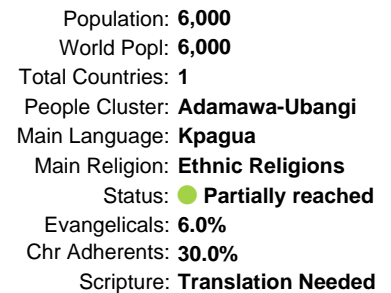 Population: 6,000
World Popl: 6,000
Total Countries: 1
People Cluster: Adamawa-Ubangi
Main Language: Kpagua
Main Religion: Ethnic Religions
Status: Partially reached
Evangelicals: 6.0%
Chr Adherents: 30.0%
Scripture: Translation Needed